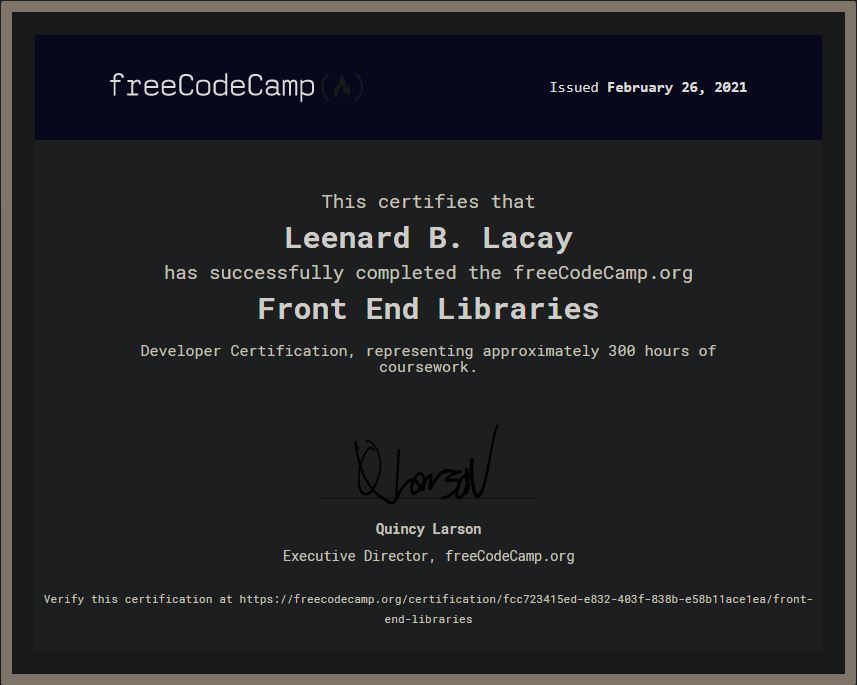 freeCodeCamp
Issued February 26, 2021
This certifies that
Leenard B. Lacay
has successfully completed the freeCodeCamp.org
Front End Libraries
Developer Certification, representing approximately 300 hours of
coursework.
Q Larson
Quincy Larson
Executive Director, freeCodeCamp.org
Verify this certification at https://freecodecamp.org/certification/fcc723415ed-e832-403f-838b-e58b11ace1ea/front-
end-libraries